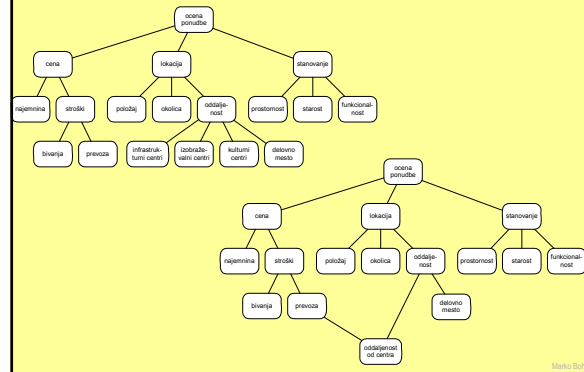 ocena
ponudbe
cena
lokacija
stanovanje
najemnina
stroški
položaj
okolica
oddalje-
nost
prostornost
starost
funkcional-
nost
bivanja
prevoza
infrastruk-
turni centri
izobraže-
valni centri
kulturni
centri
delovno
mesto
ocena
ponudbe
cena
lokacija
stanovanje
najemnina
stroški
položaj
okolica
oddalje-
nost
prostornost
starost
funkcional-
nost
bivanja
prevoza
delovno
mesto
oddaljenost
od centra
Marko Boh